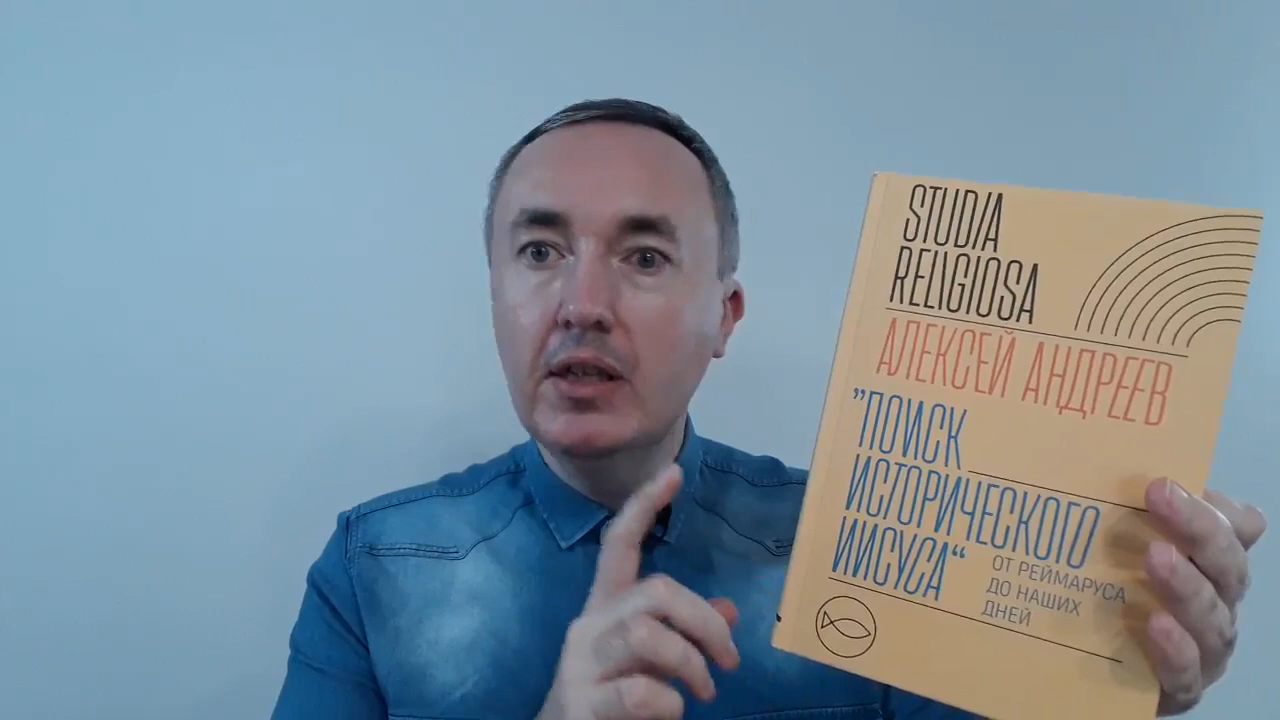 STUDIA
RELIGIOSA
АЛЕКСЕЙ АНДРЕЕВ
”ПОИСК
ИСТОРИЧЕСКОГО
ИИСУСА“
ОТ РЕЙМАРУСА
ДО НАШИХ
ДНЕЙ